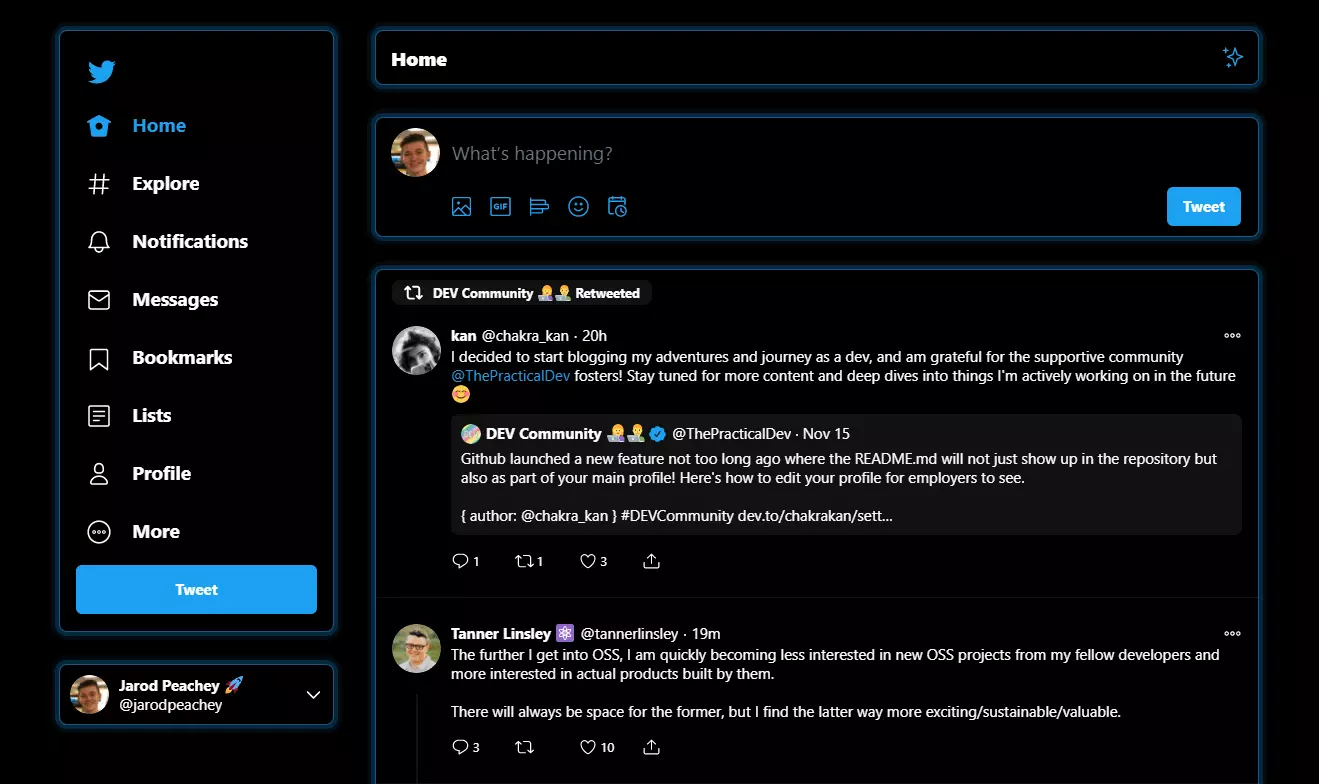 Home
Explore
Notifications
Messages
Bookmarks
Lists
Profile
More
Tweet
Jarod Peachey 🚀
@jarodpeachey
Home
What's happening?
GIF
Tweet
DEV Community 👩‍💻👨‍💻 Retweeted
kan @chakra_kan · 20h
I decided to start blogging my adventures and journey as a dev, and am grateful for the supportive community
@ThePracticalDev fosters! Stay tuned for more content and deep dives into things I'm actively working on in the future
😊
DEV Community 👩‍💻👨‍💻 @ThePracticalDev · Nov 15
Github launched a new feature not too long ago where the README.md will not just show up in the repository but
also as part of your main profile! Here's how to edit your profile for employers to see.
{ author: @chakra_kan } #DEVCommunity dev.to/chakrakan/sett...
1 1 3
Tanner Linsley ⚛ @tannerlinsley · 19m
The further I get into OSS, I am quickly becoming less interested in new OSS projects from my fellow developers and
more interested in actual products built by them.
There will always be space for the former, but I find the latter way more exciting/sustainable/valuable.
3 10